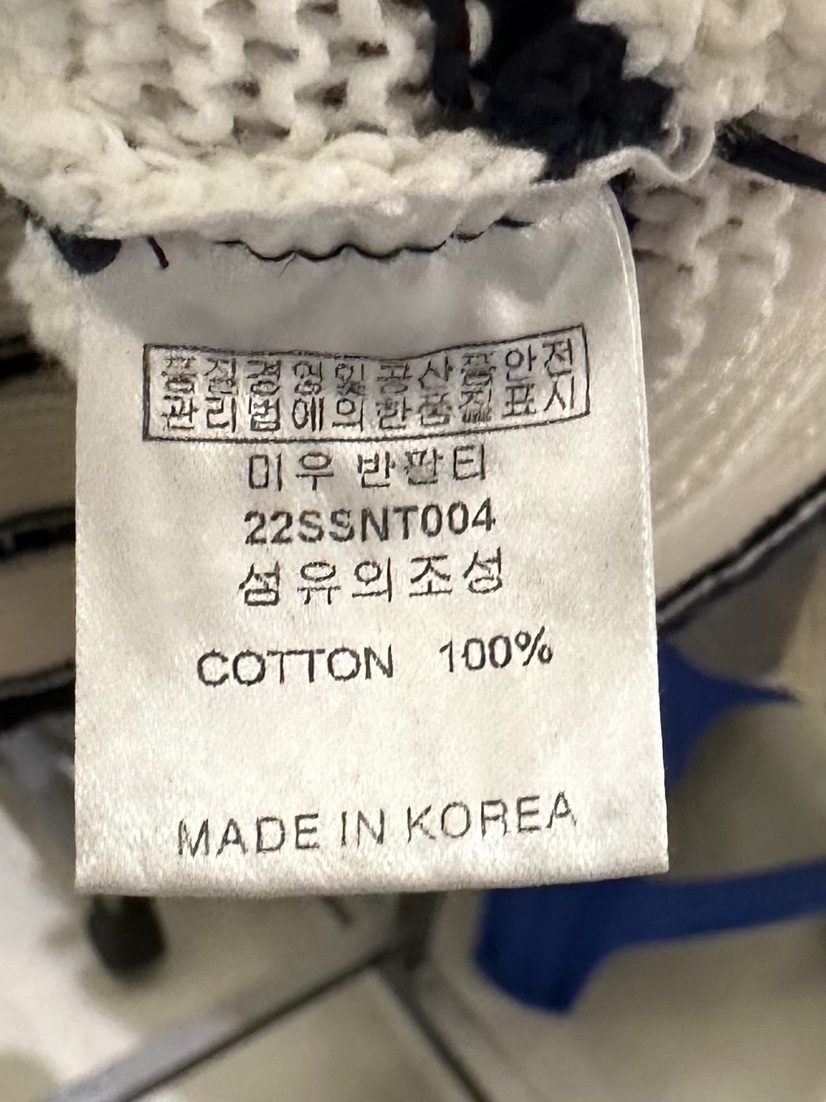 품질경영및공산품안전
관리법에의한품질표시
미우 반판티
22SSNT004
섬유의조성
COTTON 100%
MADE IN KOREA